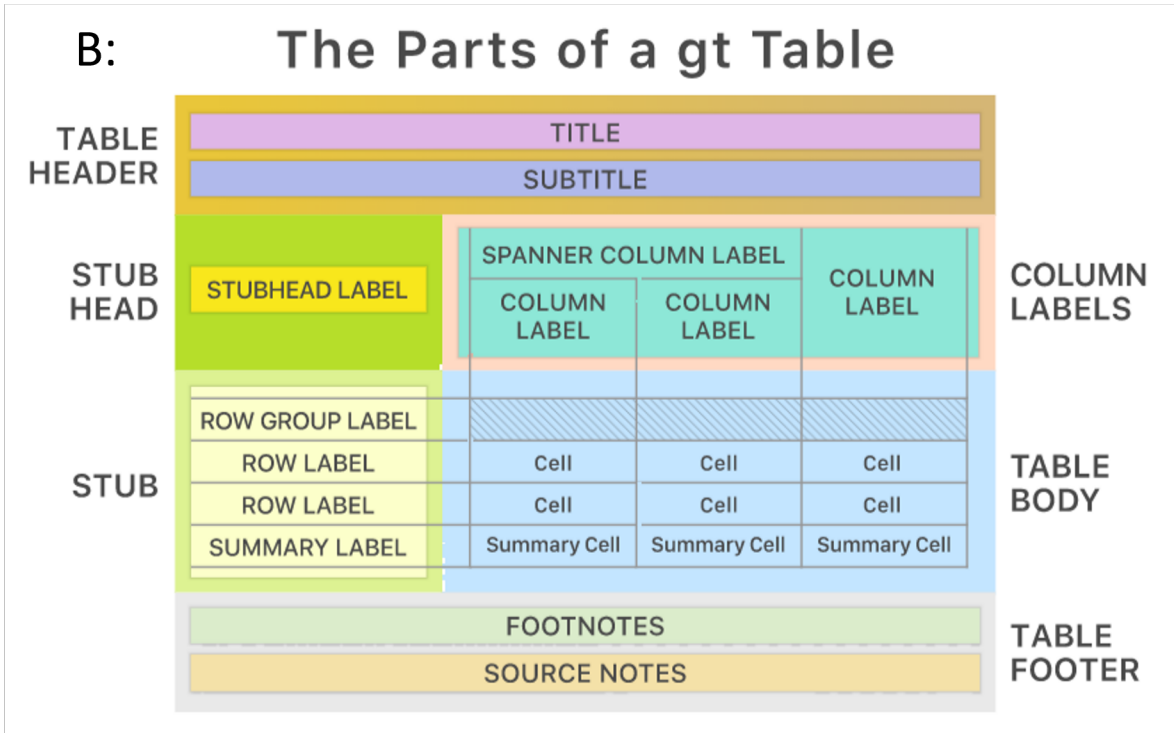 B:
The Parts of a gt Table
TABLE
HEADER
TITLE
SUBTITLE
STUB
HEAD
STUBHEAD LABEL
SPANNER COLUMN LABEL
COLUMN
LABEL
COLUMN
LABEL
COLUMN
LABEL
COLUMN
LABELS
STUB
ROW GROUP LABEL
ROW LABEL
Cell
Cell
Cell
ROW LABEL
Cell
Cell
Cell
SUMMARY LABEL
Summary Cell
Summary Cell
Summary Cell
TABLE
BODY
FOOTNOTES
SOURCE NOTES
TABLE
FOOTER